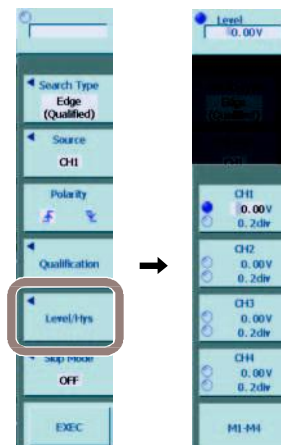 Search Type
Edge
(Qualified)
Source
CH1
Polarity
Qualification
Level/Hys
Stop Mode
OFF
EXEC
Level
0.00V
Edge
(Qualified)
CH1
CH1
0.00V
0.2div
CH2
0.00V
0.2div
CH3
0.00V
0.2div
CH4
0.00V
0.2div
M1-M4